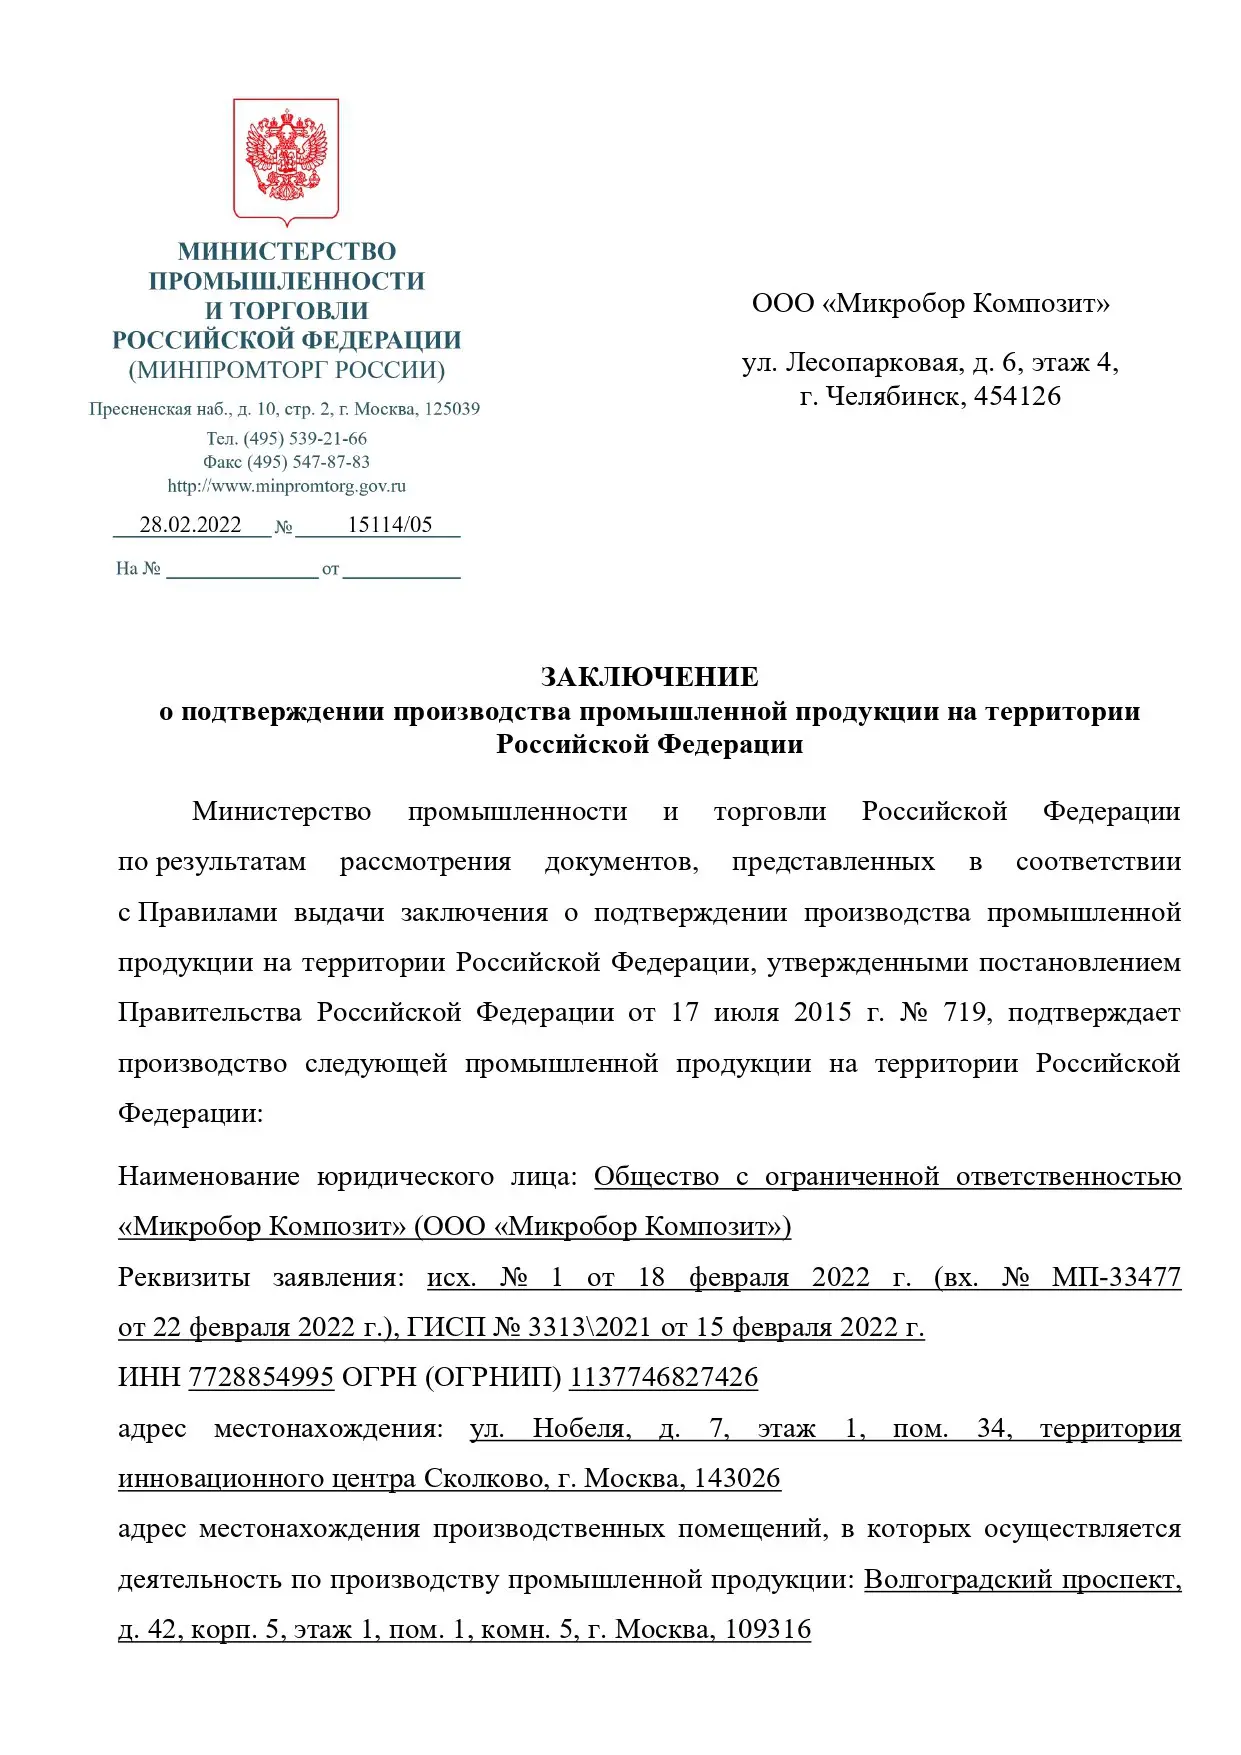 МИНИСТЕРСТВО
ПРОМЫШЛЕННОСТИ
И ТОРГОВЛИ
РОССИЙСКОЙ ФЕДЕРАЦИИ
(МИНПРОМТОРГ РОССИИ)
Пресненская наб., д. 10, стр. 2, г. Москва, 125039
Тел. (495) 539-21-66
Факс (495) 547-87-83
http://www.minpromtorg.gov.ru
28.02.2022 № 15114/05
На № от
ООО «Микробор Композит»
ул. Лесопарковая, д. 6, этаж 4,
г. Челябинск, 454126
ЗАКЛЮЧЕНИЕ
о подтверждении производства промышленной продукции на территории
Российской Федерации
Министерство промышленности и торговли Российской Федерации
по результатам рассмотрения документов, представленных в соответствии
с Правилами выдачи заключения о подтверждении производства промышленной
продукции на территории Российской Федерации, утвержденными постановлением
Правительства Российской Федерации от 17 июля 2015 г. № 719, подтверждает
производство следующей промышленной продукции на территории Российской
Федерации:
Наименование юридического лица: Общество с ограниченной ответственностью
«Микробор Композит» (ООО «Микробор Композит»)
Реквизиты заявления: исх. № 1 от 18 февраля 2022 г. (вх. № МП-33477
от 22 февраля 2022 г.), ГИСП № 3313\2021 от 15 февраля 2022 г.
ИНН 7728854995 ОГРН (ОГРНИП) 1137746827426
адрес местонахождения: ул. Нобеля, д. 7, этаж 1, пом. 34, территория
инновационного центра Сколково, г. Москва, 143026
адрес местонахождения производственных помещений, в которых осуществляется
деятельность по производству промышленной продукции: Волгоградский проспект,
д. 42, корп. 5, этаж 1, пом. 1, комн. 5, г. Москва, 109316